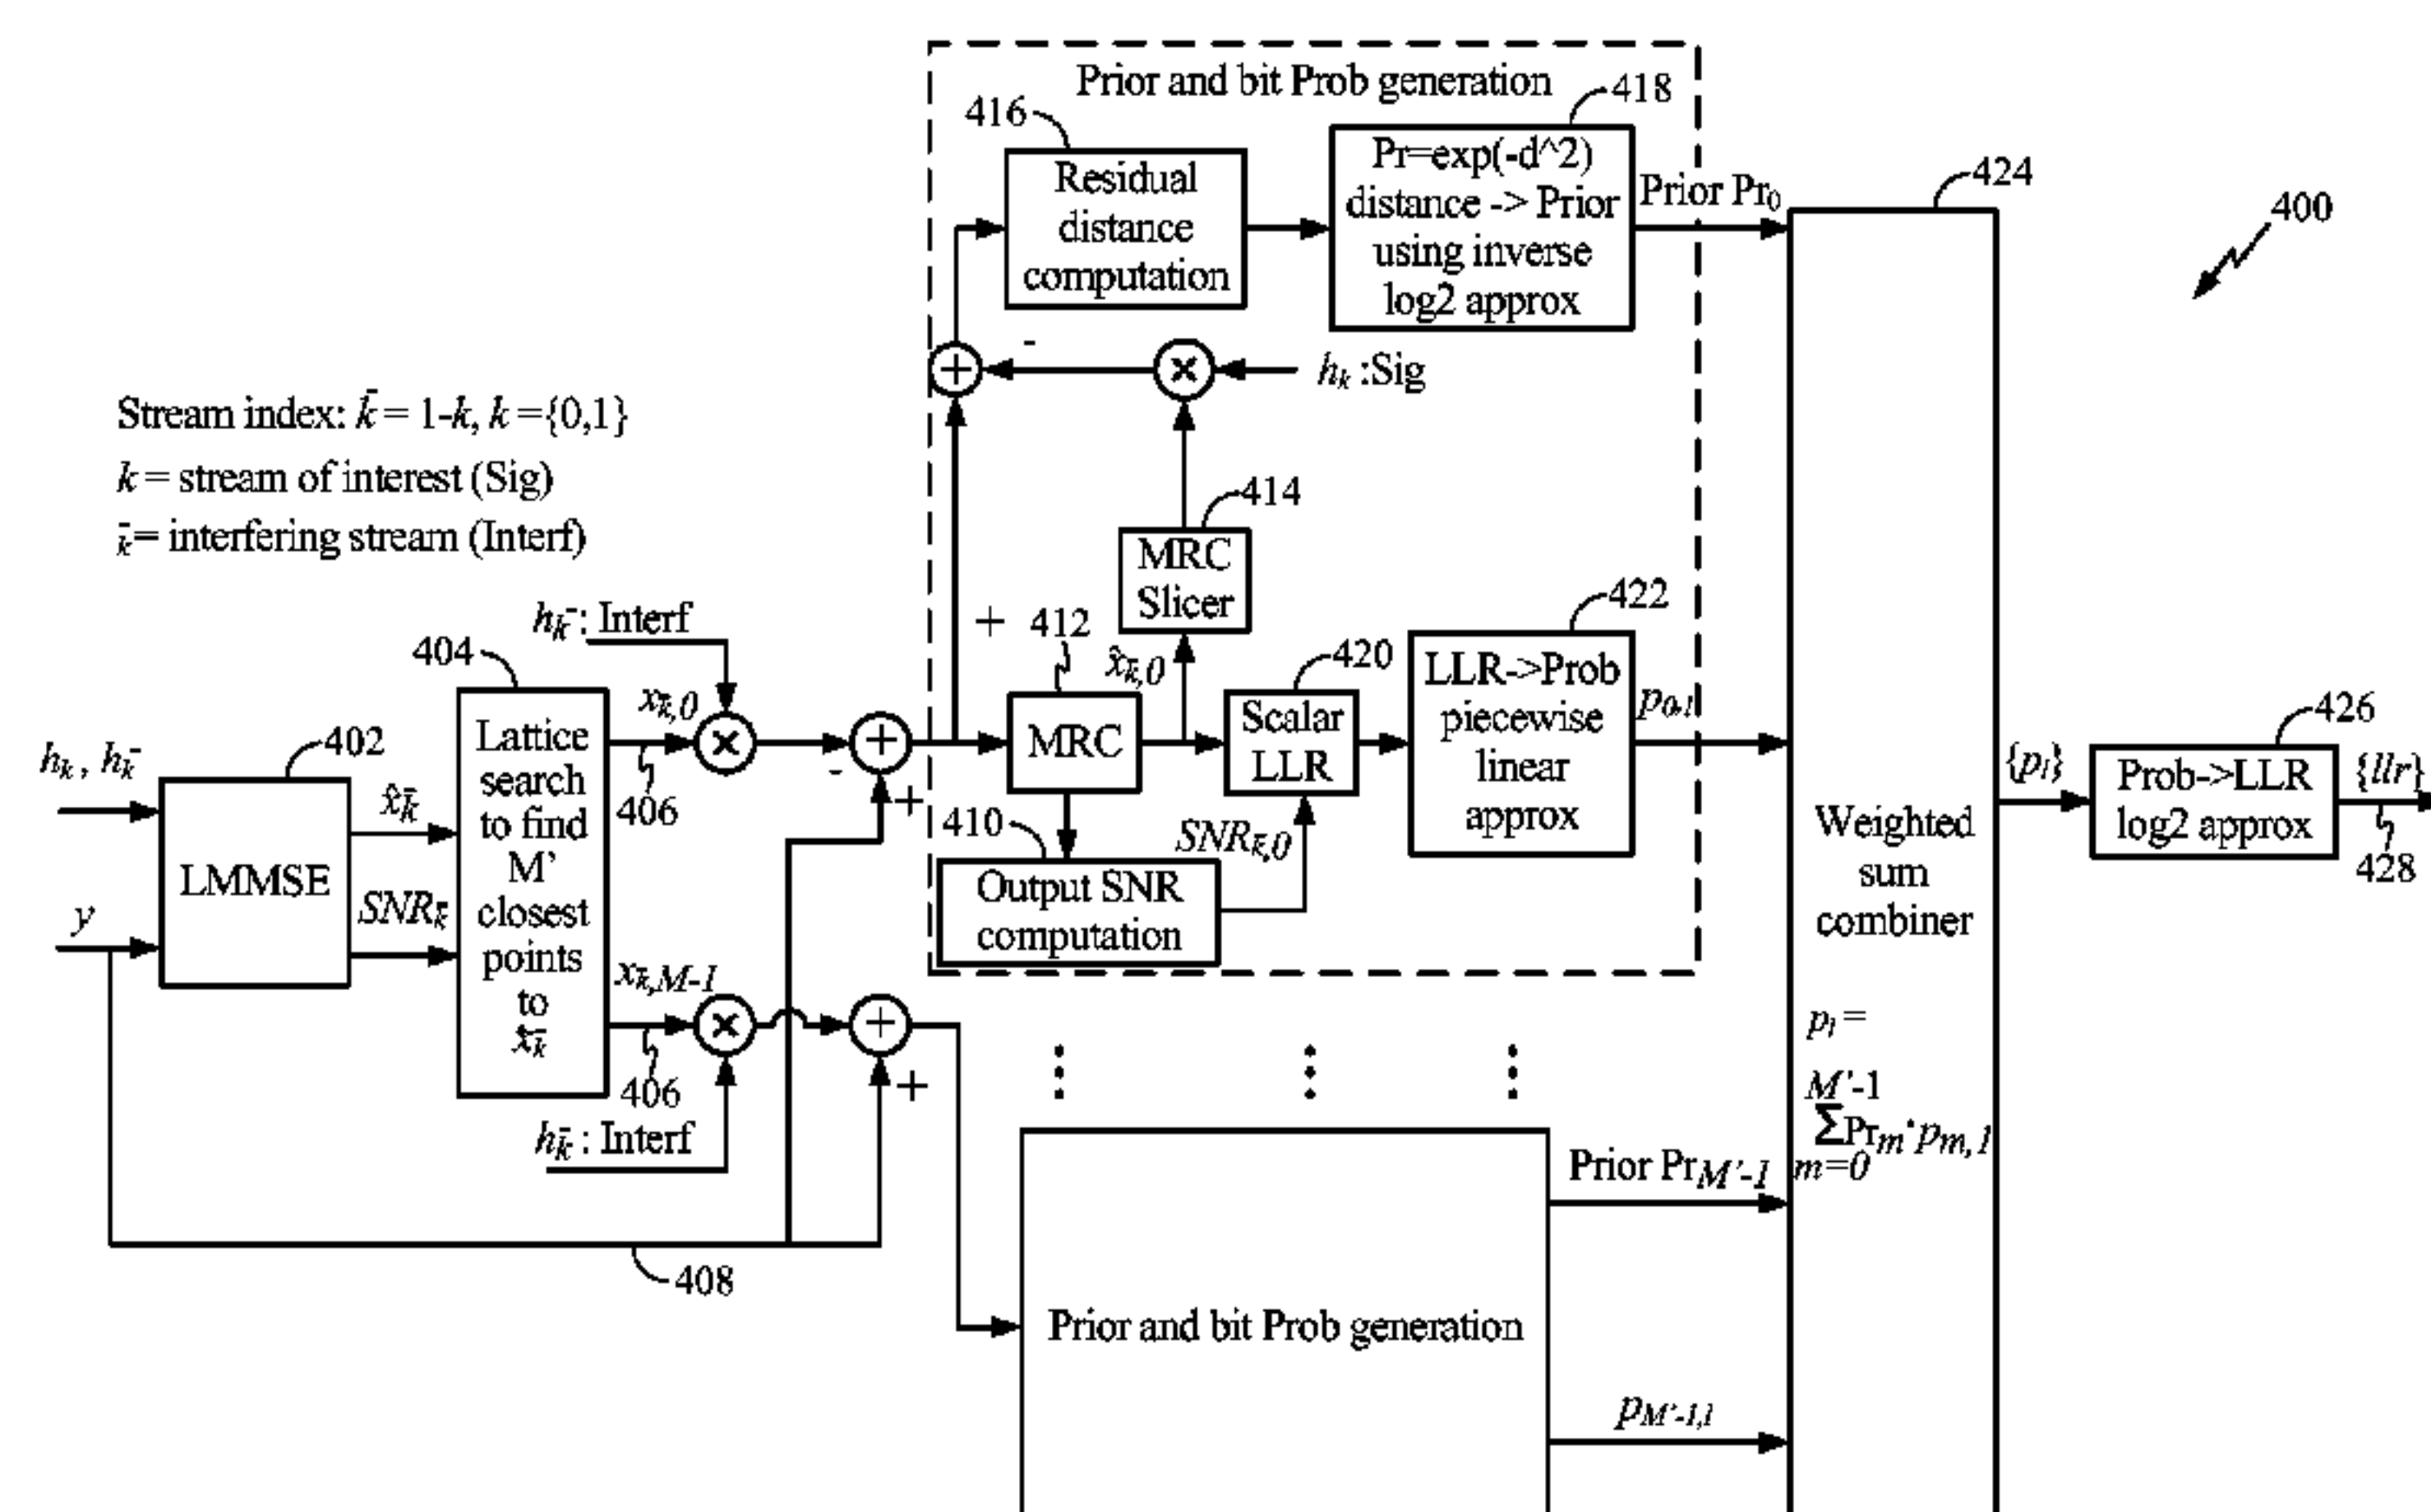 Prior and bit Prob generation
416
418
Residual
distance
computation
Pr=exp(-d^2)
distance -> Prior
using inverse
log2 approx
Prior Pr₀
424
400
+
-
×
hₖ :Sig
Stream index: k̄ = 1-k, k ={0,1}
k = stream of interest (Sig)
k̄ = interfering stream (Interf)
414
MRC
Slicer
hk̄ : Interf
404
+
412
x̂k̄,0
420
422
LLR->Prob
piecewise
linear
approx
p0,l
Lattice
search
to find
M’
closest
points
to
x̂k̄
xk̄,0
×
-
+
+
406
MRC
Scalar
LLR
hk , hk̄
402
LMMSE
y
x̂k̄
SNRk̄
410
Output SNR
computation
SNRk̄,0
Weighted
sum
combiner
{pl}
426
Prob->LLR
log2 approx
{llr}
428
xk̄,M-1
×
+
+
406
hk̄ : Interf
408
pl =
M’-1
ΣPrm·pm,1
m=0
Prior and bit Prob generation
Prior PrM’-1
pM’-1,l